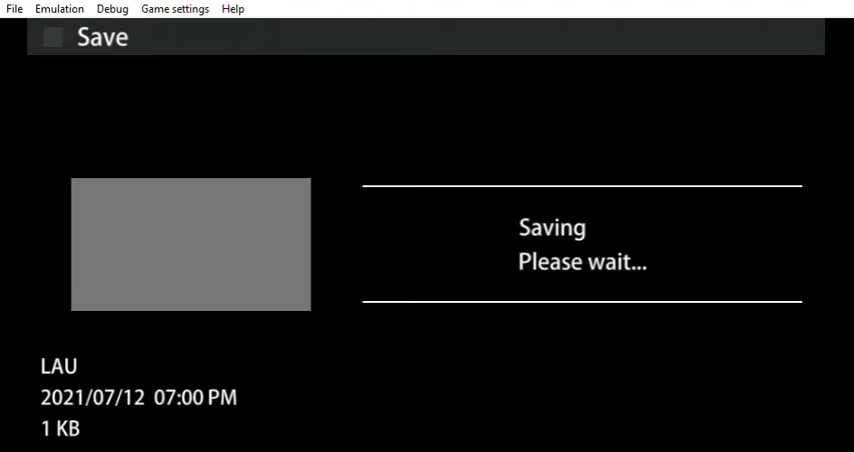 File Emulation Debug Game settings Help
Save
Saving
Please wait...
LAU
2021/07/12 07:00 PM
1 KB